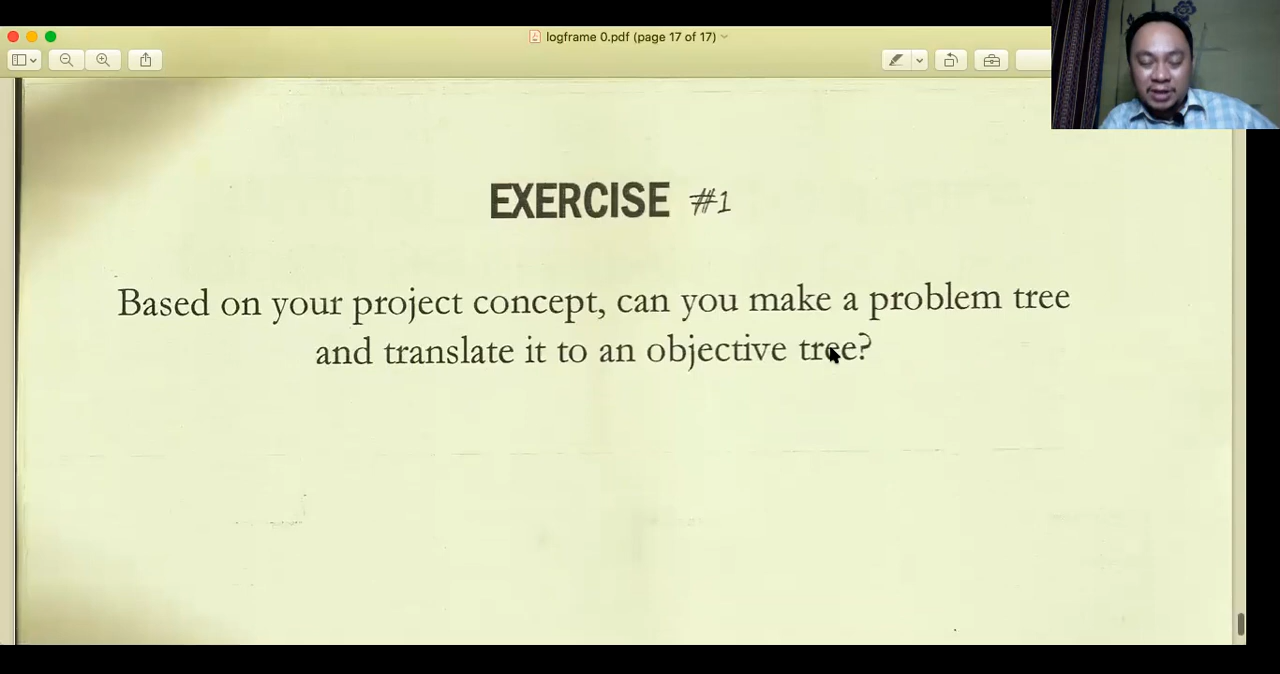 logframe 0.pdf (page 17 of 17)
EXERCISE #1
Based on your project concept, can you make a problem tree
and translate it to an objective tree?